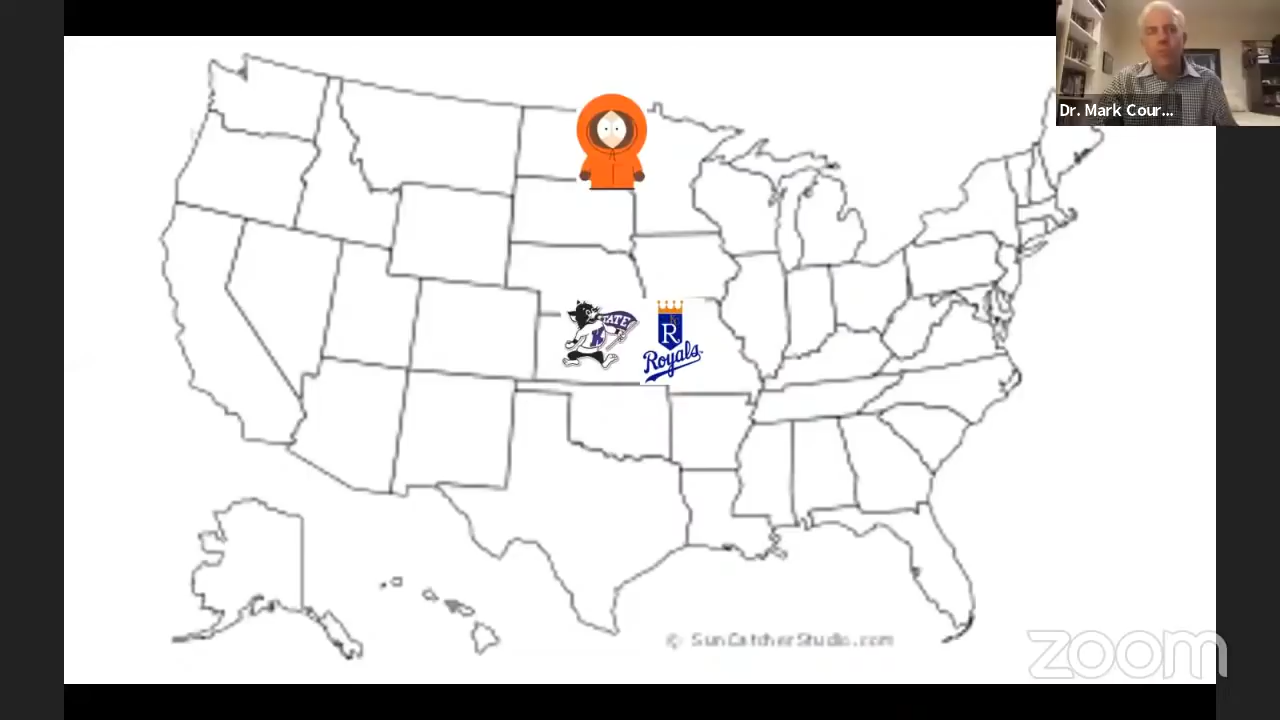 Dr. Mark Cour...
STATE
K
R
Royals
© SunCatcherStudio.com
zoom